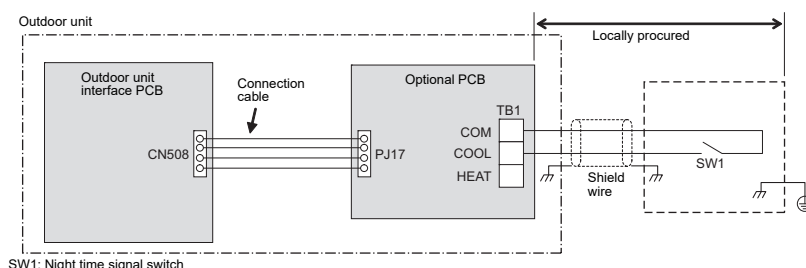 Outdoor unit
Locally procured
Outdoor unit
interface PCB
Connection
cable
Optional PCB
TB1
COM
CN508
PJ17
COOL
SW1
HEAT
Shield
wire
SW1: Night time signal switch